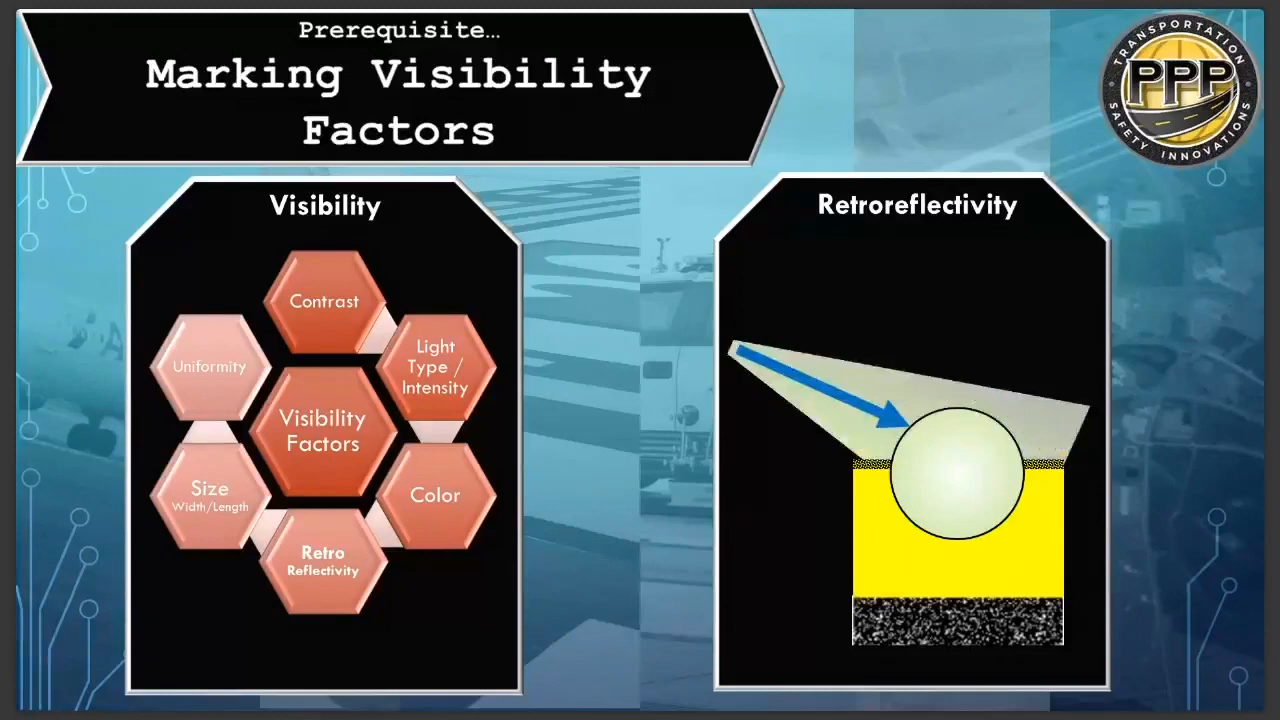 Prerequisite…
Marking Visibility
Factors
TRANSPORTATION
PPP
SAFETY INNOVATIONS
Visibility
Contrast
Light
Type /
Intensity
Color
Retro
Reflectivity
Size
Width/Length
Uniformity
Visibility
Factors
Retroreflectivity